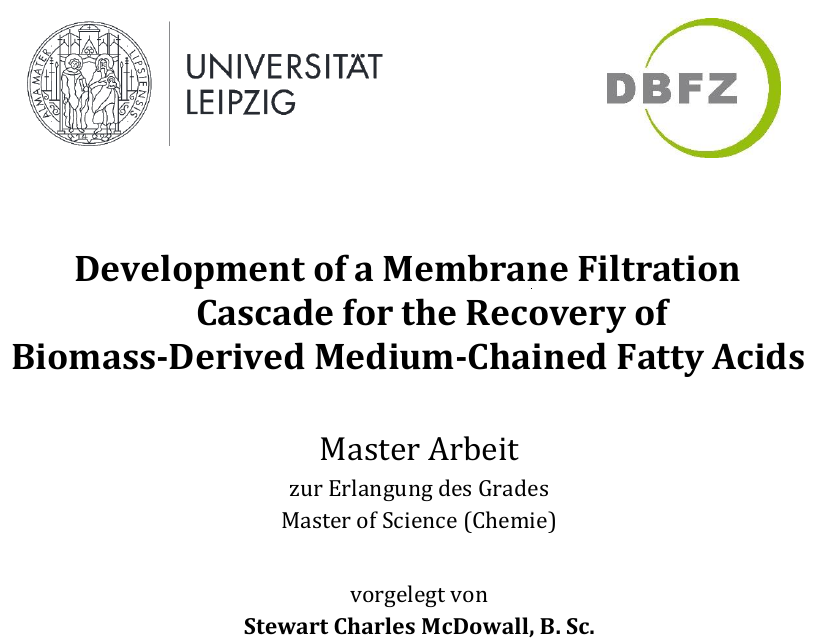 ALMA MATER LIPSIENSIS
UNIVERSITÄT
LEIPZIG
DBFZ
Development of a Membrane Filtration
Cascade for the Recovery of
Biomass-Derived Medium-Chained Fatty Acids
Master Arbeit
zur Erlangung des Grades
Master of Science (Chemie)
vorgelegt von
Stewart Charles McDowall, B. Sc.